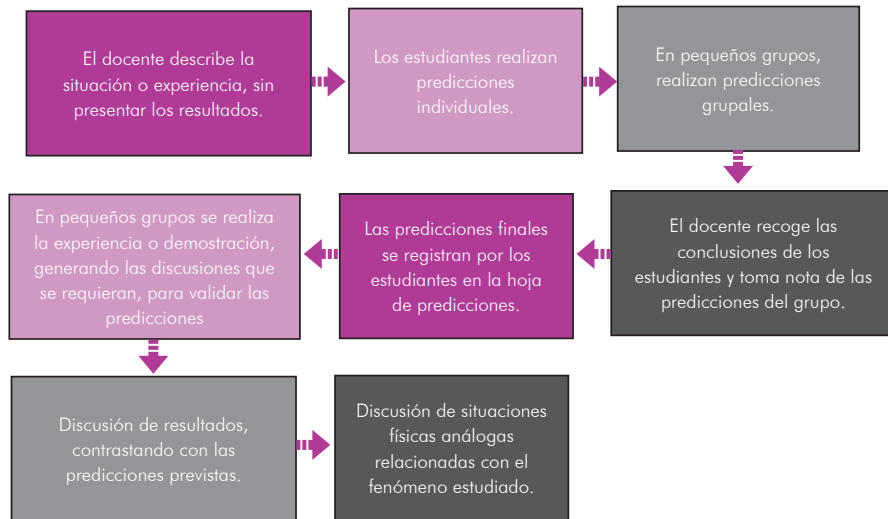 El docente describe la
situación o experiencia, sin
presentar los resultados.
Los estudiantes realizan
predicciones
individuales.
En pequeños grupos,
realizan predicciones
grupales.
El docente recoge las
conclusiones de los
estudiantes y toma nota de las
predicciones del grupo.
Las predicciones finales
se registran por los
estudiantes en la hoja
de predicciones.
En pequeños grupos se realiza
la experiencia o demostración,
generando las discusiones que
se requieran, para validar las
predicciones
Discusión de resultados,
contrastando con las
predicciones previstas.
Discusión de situaciones
físicas análogas
relacionadas con el
fenómeno estudiado.